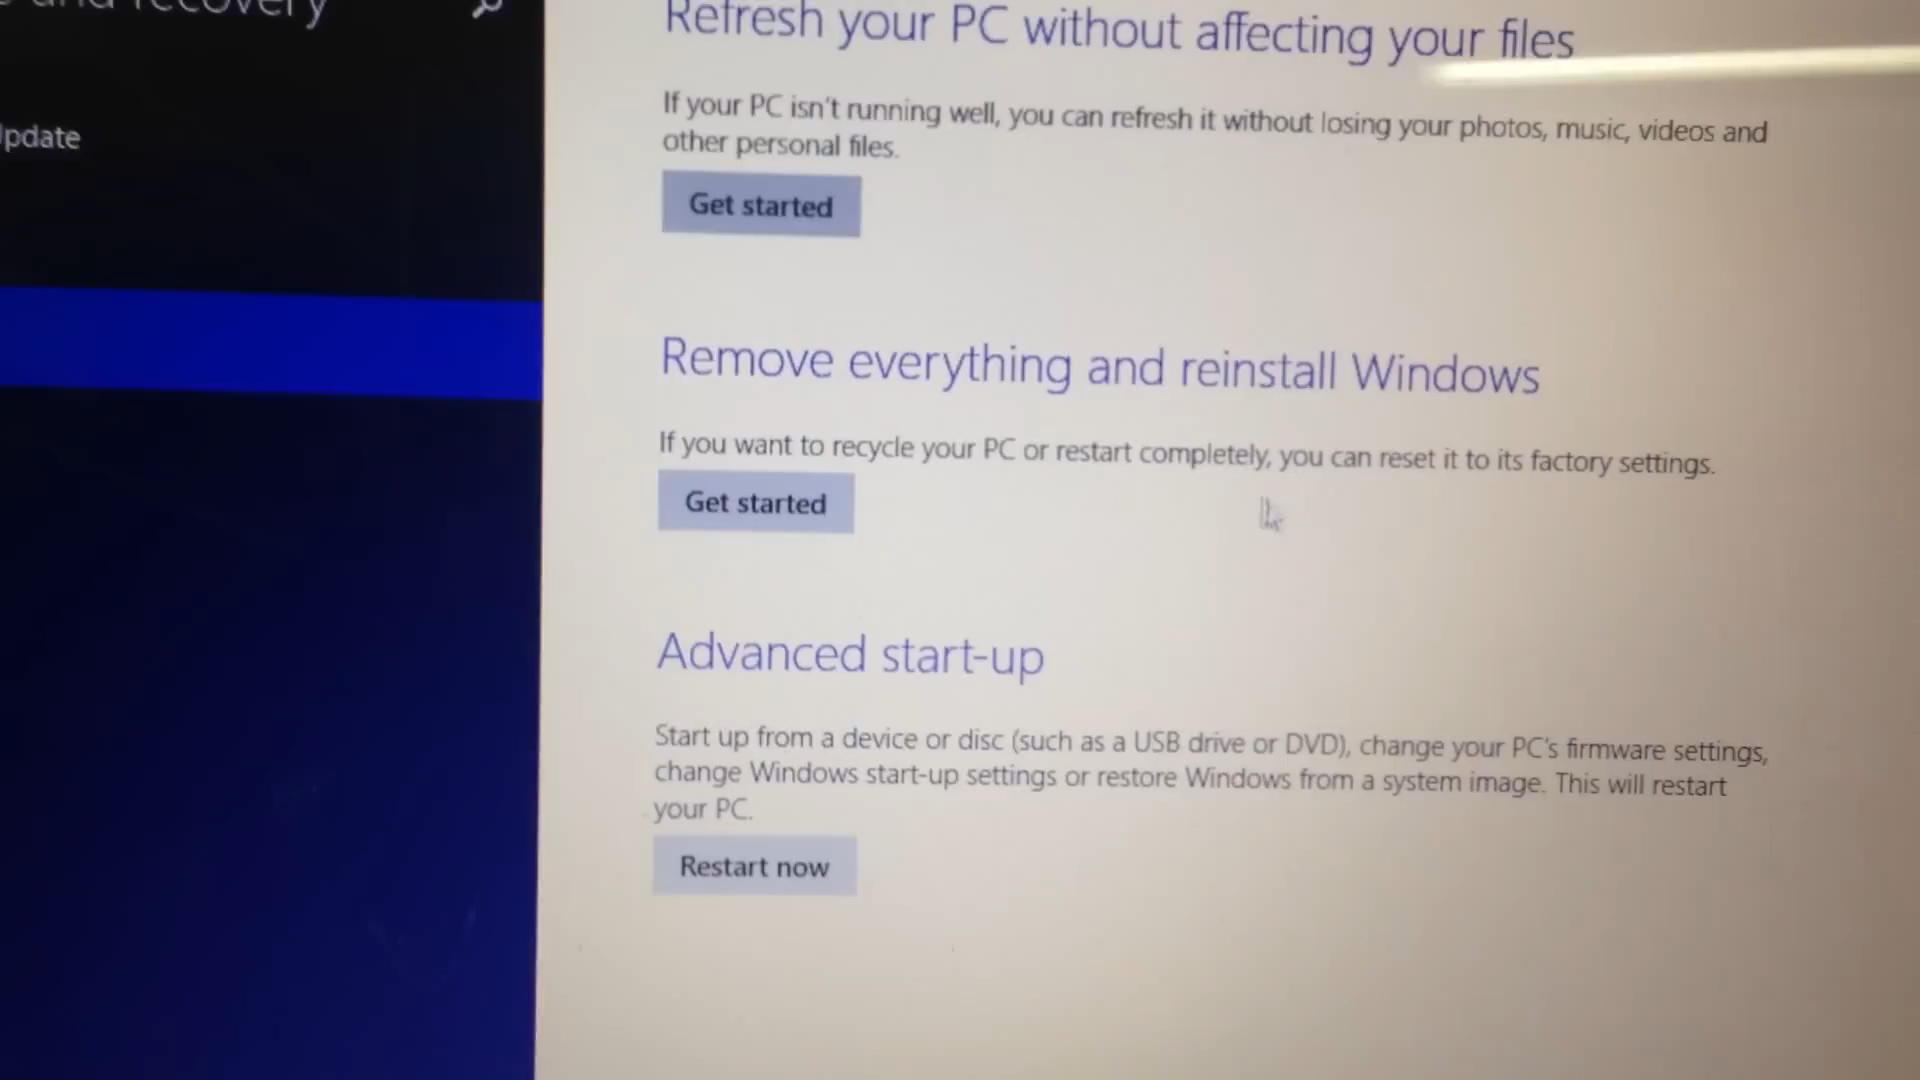 and recovery
Update
Refresh your PC without affecting your files
If your PC isn't running well, you can refresh it without losing your photos, music, videos and
other personal files.
Get started
Remove everything and reinstall Windows
If you want to recycle your PC or restart completely, you can reset it to its factory settings.
Get started
Advanced start-up
Start up from a device or disc (such as a USB drive or DVD), change your PC's firmware settings,
change Windows start-up settings or restore Windows from a system image. This will restart
your PC.
Restart now